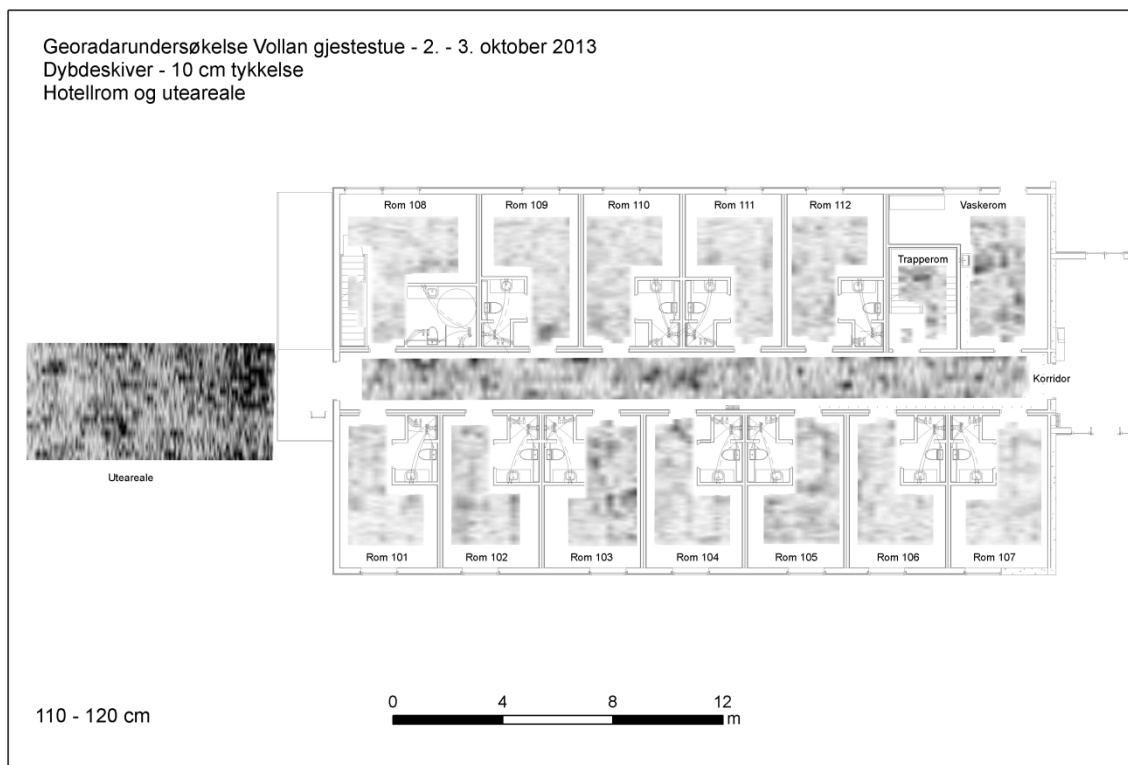 Georadarundersøkelse Vollan gjestestue - 2. - 3. oktober 2013
Dybdeskiver - 10 cm tykkelse
Hotellrom og uteareale
Rom 108
Rom 109
Rom 110
Rom 111
Rom 112
Vaskerom
Trapperom
Korridor
Uteareale
Rom 101
Rom 102
Rom 103
Rom 104
Rom 105
Rom 106
Rom 107
110 - 120 cm
0 4 8 12
m